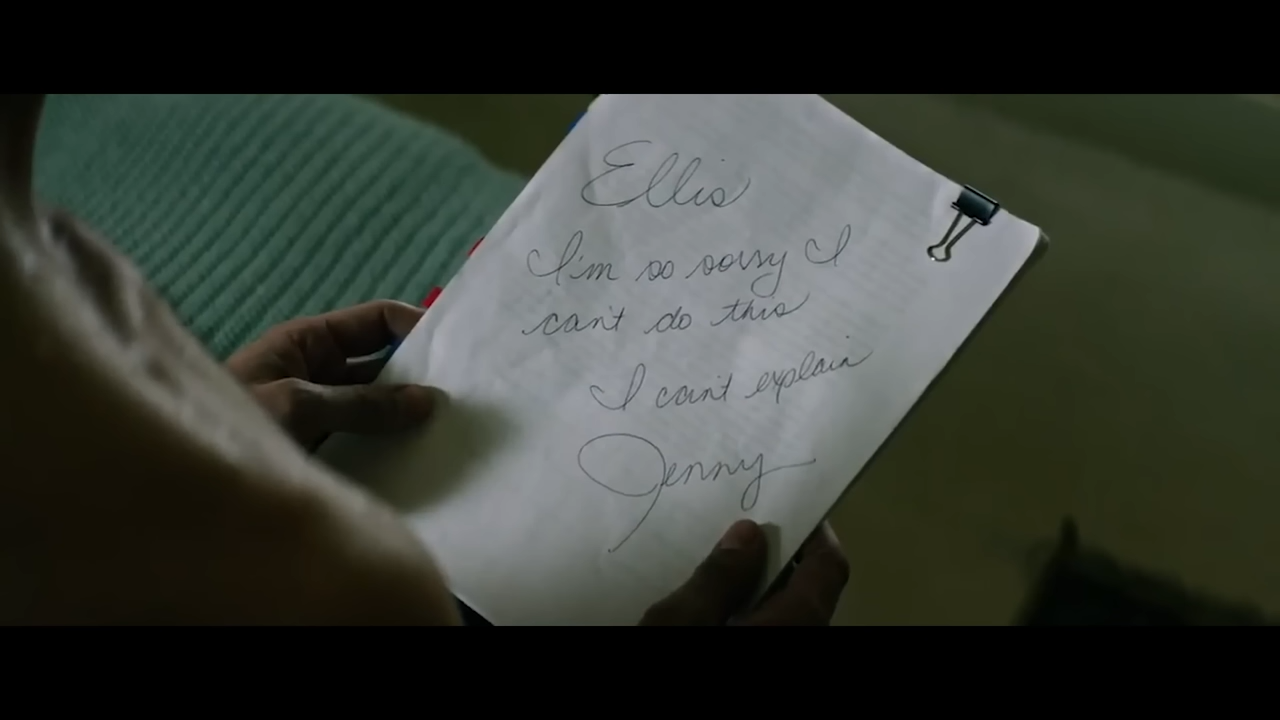 Ellis
I'm so sorry I
can't do this
I can't explain
Jenny